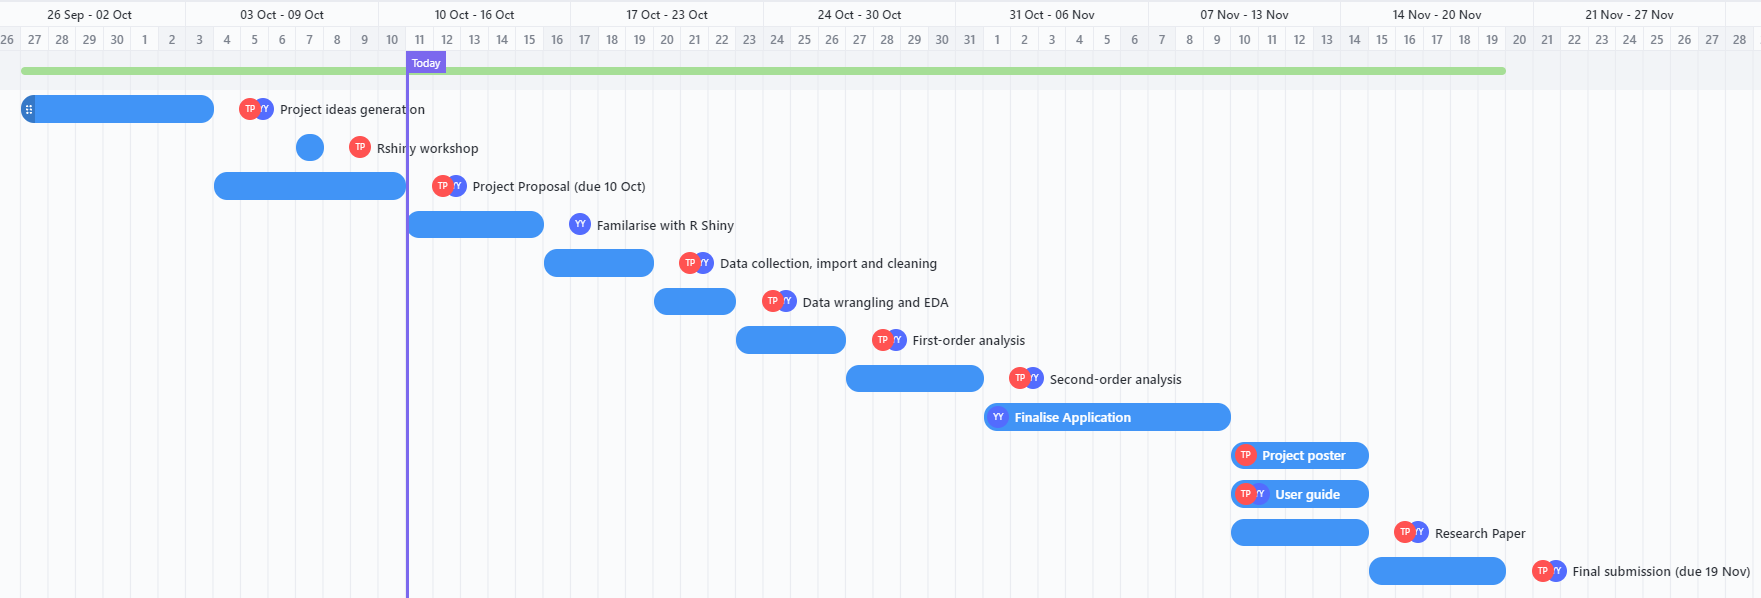 26 Sep - 02 Oct 03 Oct - 09 Oct 10 Oct - 16 Oct 17 Oct - 23 Oct 24 Oct - 30 Oct 31 Oct - 06 Nov 07 Nov - 13 Nov 14 Nov - 20 Nov 21 Nov - 27 Nov
26 27 28 29 30 1 2 3 4 5 6 7 8 9 10 11 12 13 14 15 16 17 18 19 20 21 22 23 24 25 26 27 28 29 30 31 1 2 3 4 5 6 7 8 9 10 11 12 13 14 15 16 17 18 19 20 21 22 23 24 25 26 27 28
Today
TP YY Project ideas generation
TP Rshiny workshop
TP YY Project Proposal (due 10 Oct)
YY Familarise with R Shiny
TP YY Data collection, import and cleaning
TP YY Data wrangling and EDA
TP YY First-order analysis
TP YY Second-order analysis
YY Finalise Application
TP Project poster
TP YY User guide
TP YY Research Paper
TP YY Final submission (due 19 Nov)